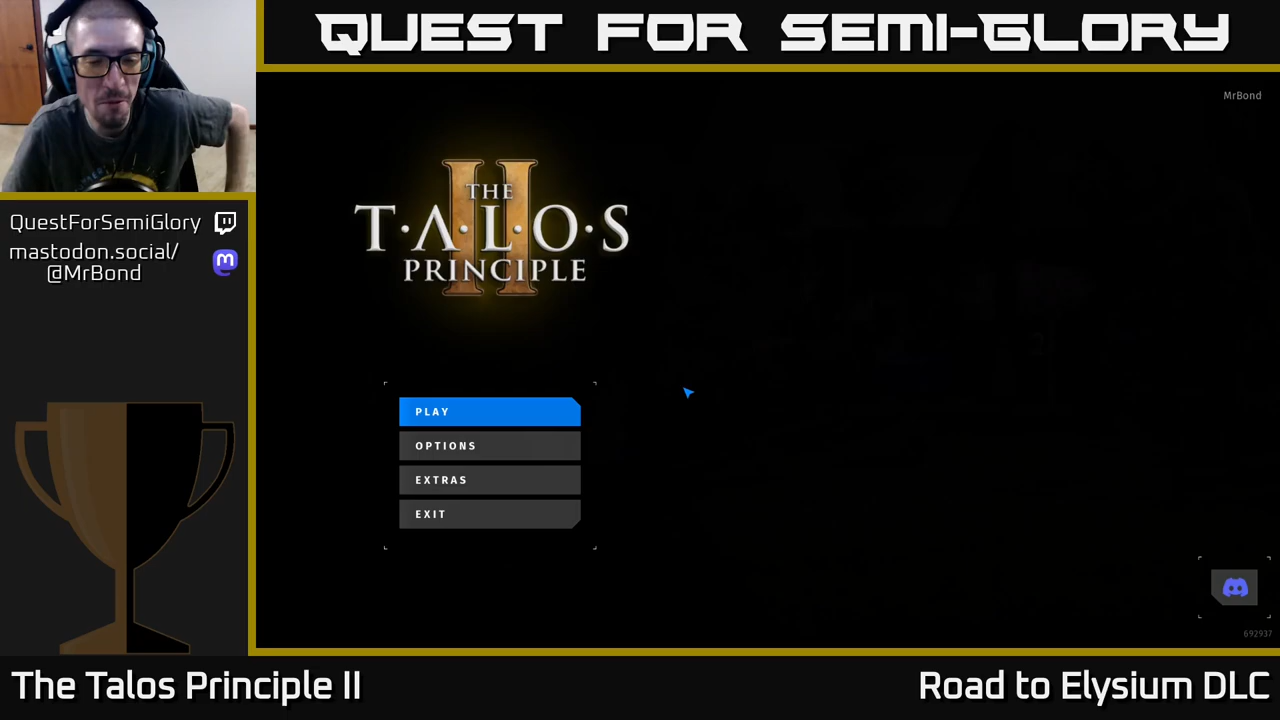 QUEST FOR SEMI-GLORY
QuestForSemiGlory
mastodon.social/
@MrBond
MrBond
II
THE
T·A·L·O·S
PRINCIPLE
PLAY
OPTIONS
EXTRAS
EXIT
692937
The Talos Principle II
Road to Elysium DLC